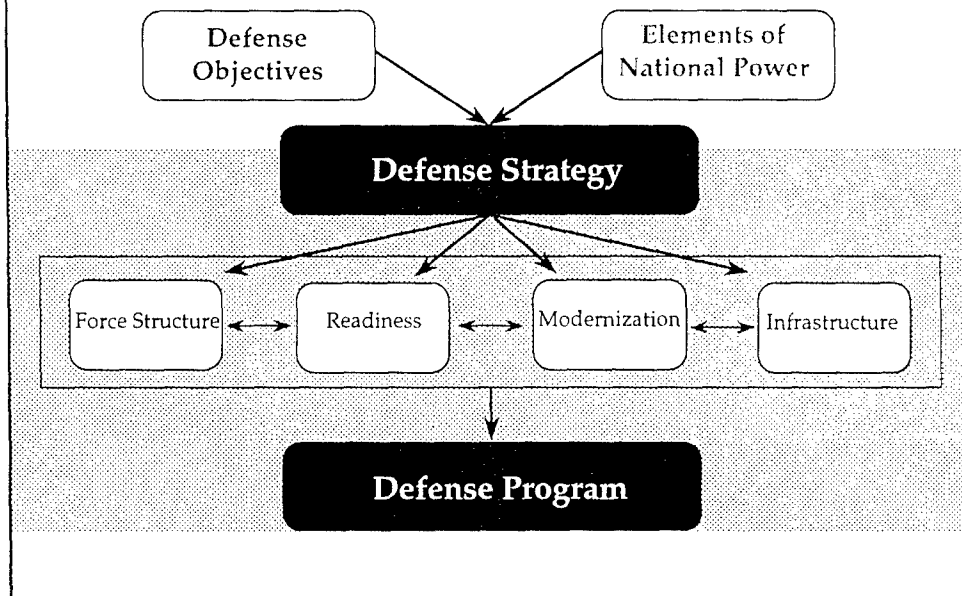 Defense
Objectives
Elements of
National Power
Defense Strategy
Force Structure
Readiness
Modernization
Infrastructure
Defense Program